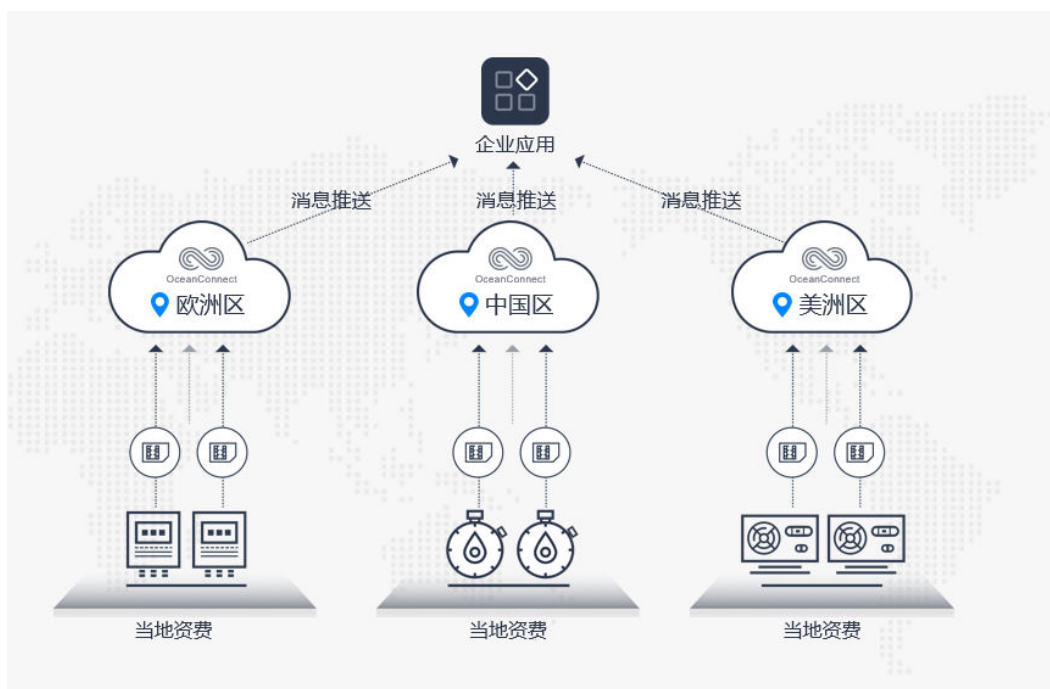 企业应用
消息推送
消息推送
消息推送
OceanConnect
欧洲区
OceanConnect
中国区
OceanConnect
美洲区
当地资费
当地资费
当地资费